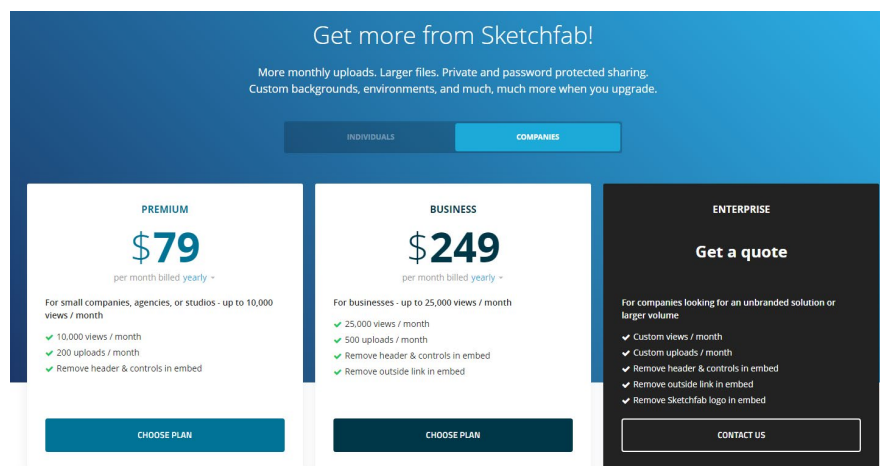 Get more from Sketchfab!
More monthly uploads. Larger files. Private and password protected sharing.
Custom backgrounds, environments, and much, much more when you upgrade.
INDIVIDUALS
COMPANIES
PREMIUM
$79
per month billed yearly
For small companies, agencies, or studios - up to 10,000
views / month
10,000 views / month
200 uploads / month
Remove header & controls in embed
CHOOSE PLAN
BUSINESS
$249
per month billed yearly
For businesses - up to 25,000 views / month
25,000 views / month
500 uploads / month
Remove header & controls in embed
Remove outside link in embed
CHOOSE PLAN
ENTERPRISE
Get a quote
For companies looking for an unbranded solution or
larger volume
Custom views / month
Custom uploads / month
Remove header & controls in embed
Remove outside link in embed
Remove Sketchfab logo in embed
CONTACT US